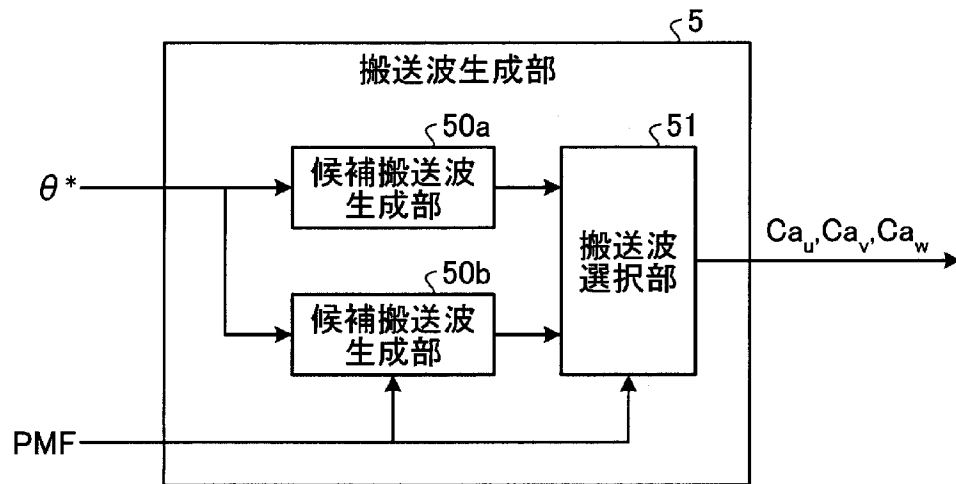 5
搬送波生成部
50a
51
候補搬送波
生成部
θ*
Ca_u,Ca_v,Ca_w
搬送波
選択部
50b
候補搬送波
生成部
PMF